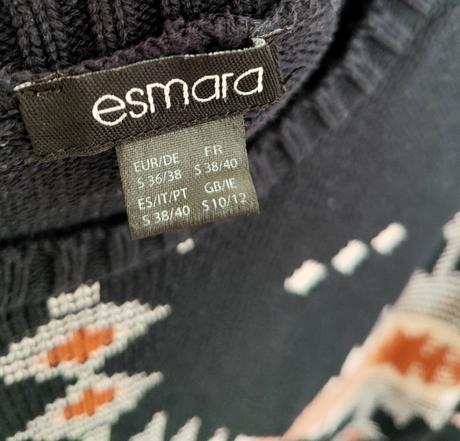 esmara
EUR/DE FR
S 36/38 S 38/40
ES/IT/PT GB/IE
S 38/40 S 10/12